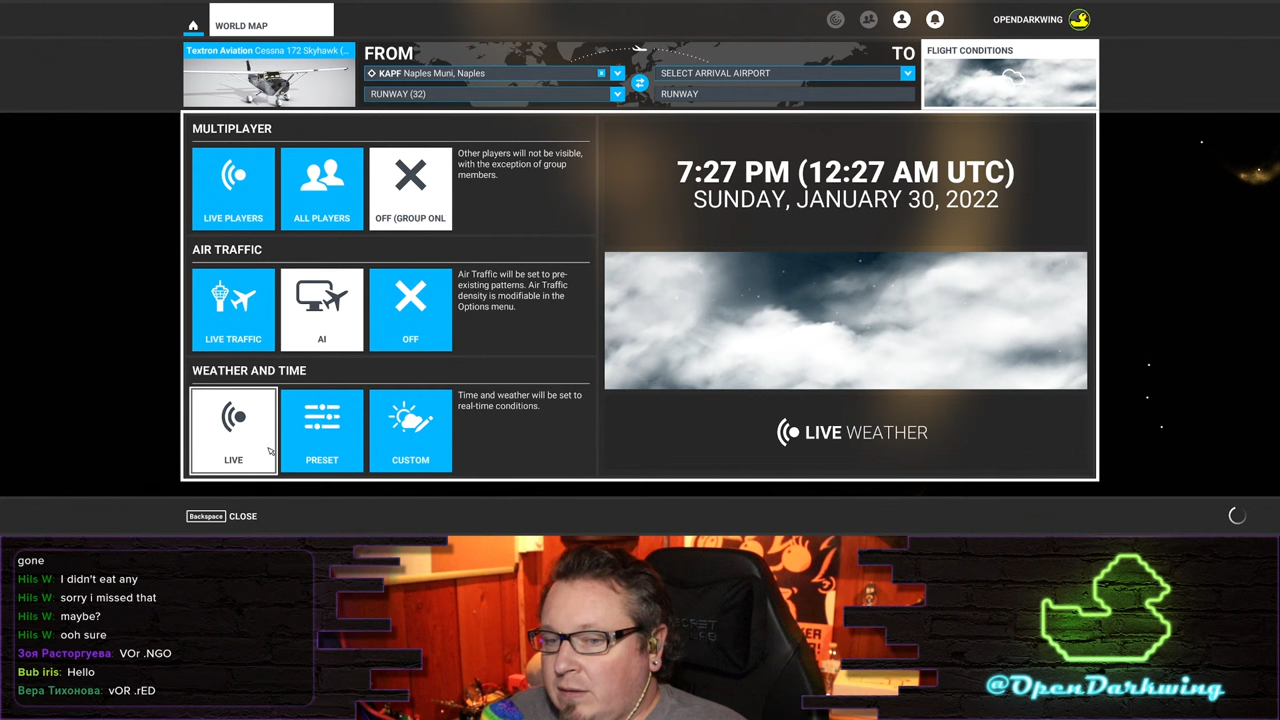 WORLD MAP
OPENDARKWING
Textron Aviation Cessna 172 Skyhawk (...
FROM
KAPF Naples Muni, Naples
RUNWAY (32)
TO
SELECT ARRIVAL AIRPORT
RUNWAY
FLIGHT CONDITIONS
MULTIPLAYER
LIVE PLAYERS
ALL PLAYERS
OFF (GROUP ONL
Other players will not be visible,
with the exception of group
members.
AIR TRAFFIC
LIVE TRAFFIC
AI
OFF
Air Traffic will be set to pre-
existing patterns. Air Traffic
density is modifiable in the
Options menu.
WEATHER AND TIME
LIVE
PRESET
CUSTOM
Time and weather will be set to
real-time conditions.
7:27 PM (12:27 AM UTC)
SUNDAY, JANUARY 30, 2022
LIVE WEATHER
Backspace CLOSE
gone
Hils W: I didn't eat any
Hils W: sorry i missed that
Hils W: maybe?
Hils W: ooh sure
Зоя Расторгуева: VOr .NGO
Bub iris: Hello
Вера Тихонова: vOR .rED
@OpenDarkwing